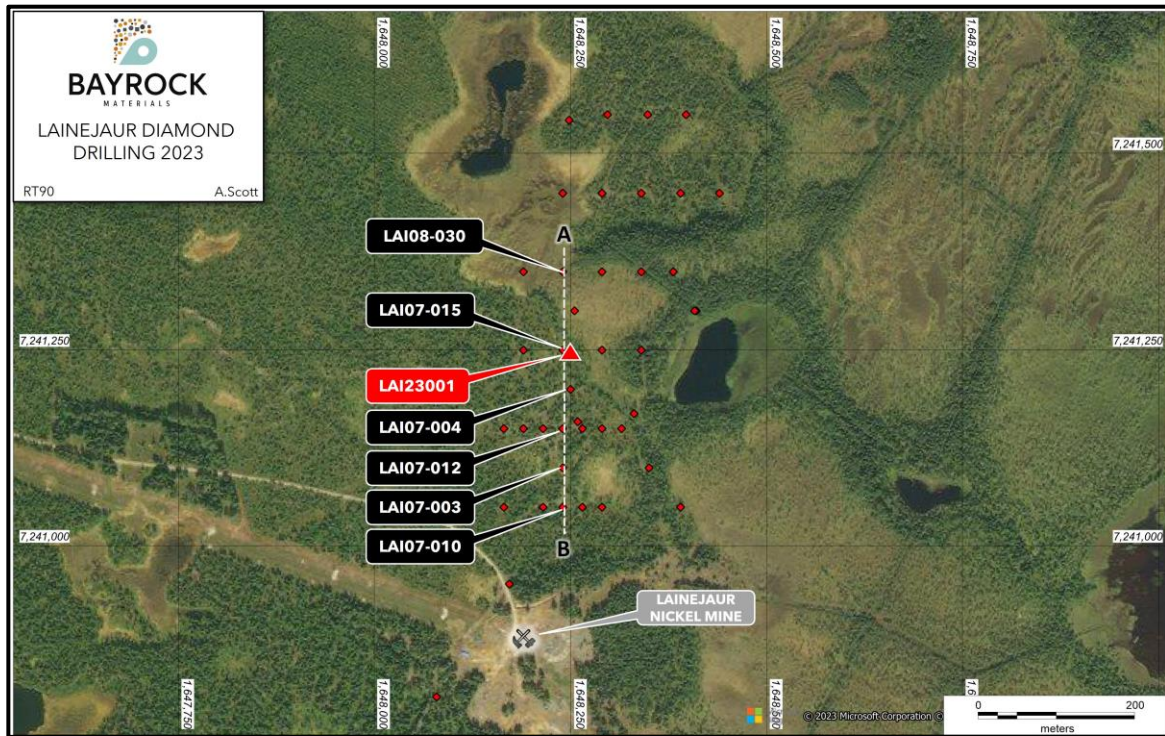 BAYROCK
MATERIALS
LAINEJAUR DIAMOND
DRILLING 2023
RT90 A.Scott
1,648,000
1,648,250
1,648,500
1,648,750
7,241,500
LAI08-030
A
LAI07-015
7,241,250
7,241,250
LAI23001
LAI07-004
LAI07-012
LAI07-003
LAI07-010
B
7,241,000
7,241,000
LAINEJAUR
NICKEL MINE
1,647,750
1,648,000
1,648,250
© 2023 Microsoft Corporation ©
0 200
meters